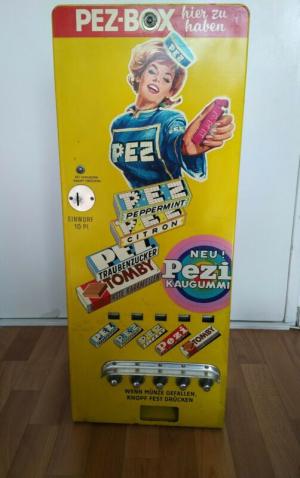 PEZ-BOX hier zu haben
PEZ
PEZ
EINWURF
10 Pf
PEZ
PEPPERMINT
PEZ
CITRON
PEZ
TRAUBENZUCKER
TOMBY
NEU!
Pezi
KAUGUMMI
PEZ
PEZ
PEZ
Pezi
TOMBY
WENN MÜNZE GEFALLEN,
KNOPF FEST DRÜCKEN